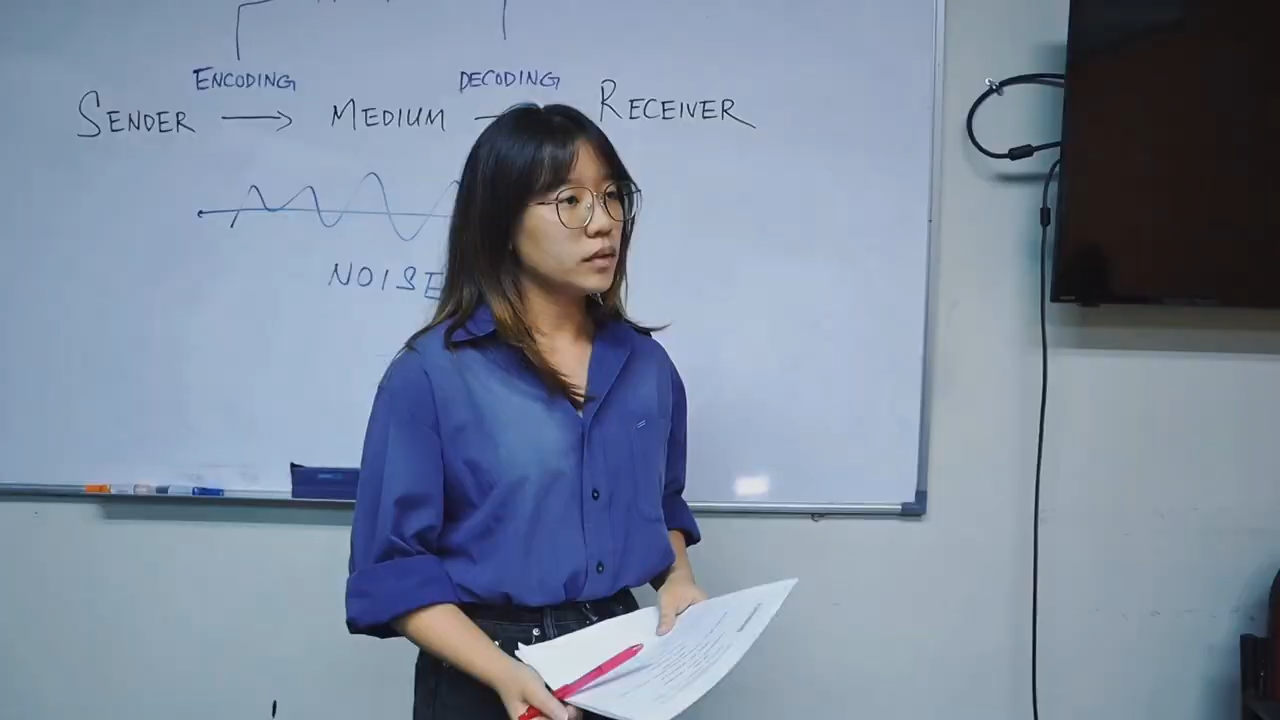 ENCODING DECODING
SENDER → MEDIUM → RECEIVER
NOISE